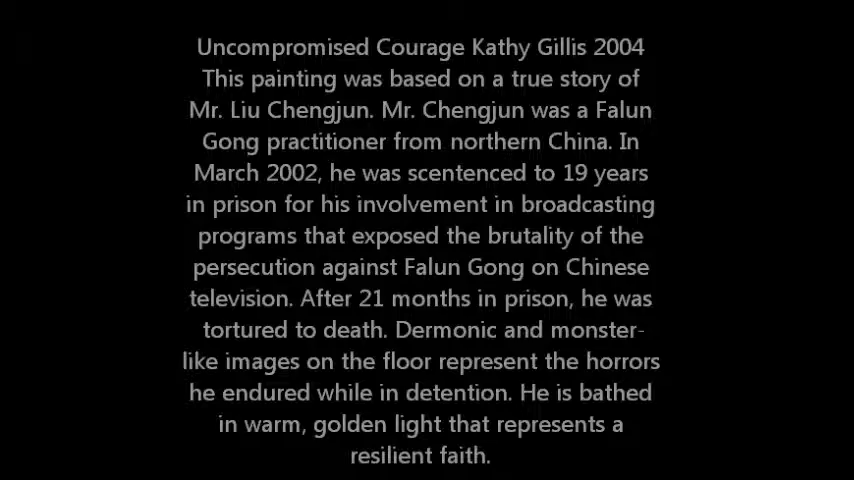 Uncompromised Courage Kathy Gillis 2004
This painting was based on a true story of
Mr. Liu Chengjun. Mr. Chengjun was a Falun
Gong practitioner from northern China. In
March 2002, he was scentenced to 19 years
in prison for his involvement in broadcasting
programs that exposed the brutality of the
persecution against Falun Gong on Chinese
television. After 21 months in prison, he was
tortured to death. Dermonic and monster-
like images on the floor represent the horrors
he endured while in detention. He is bathed
in warm, golden light that represents a
resilient faith.